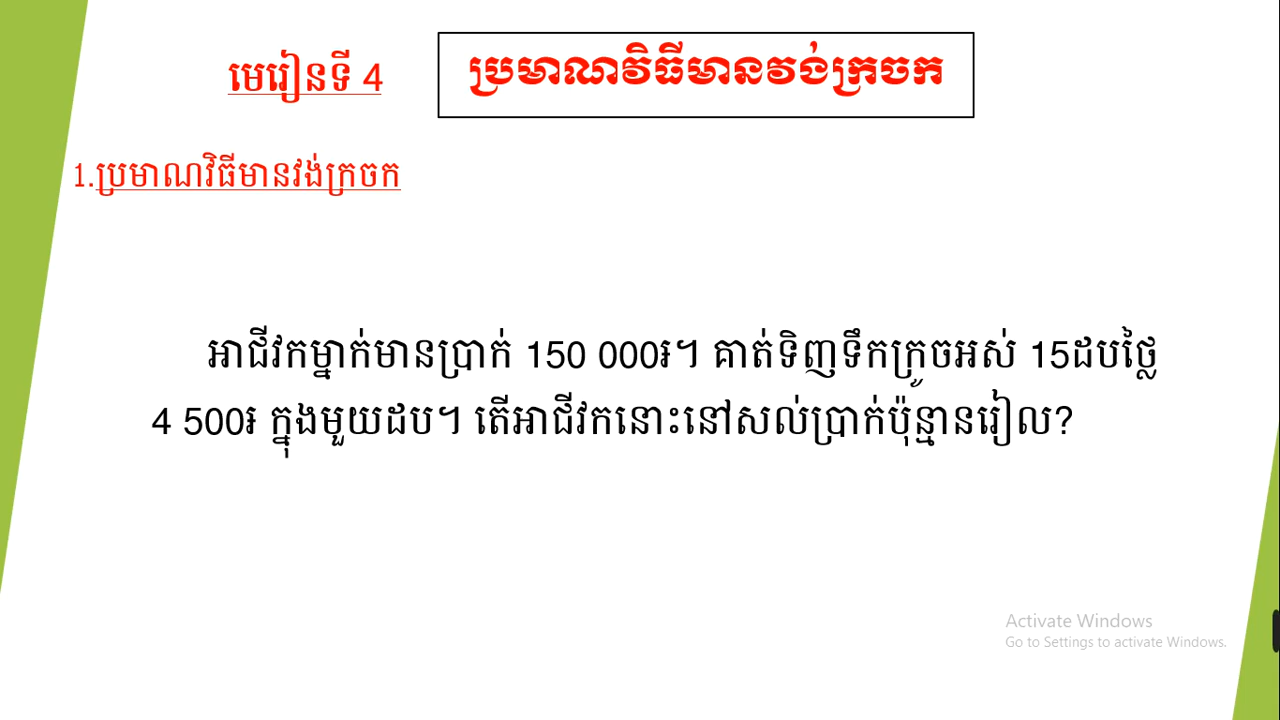 មេរៀនទី 4
ប្រមាណវិធីមានវង់ក្រចក
1.ប្រមាណវិធីមានវង់ក្រចក
អាជីវកម្នាក់មានប្រាក់ 150 000៛។ គាត់ទិញទឹកក្រូចអស់ 15ដបថ្លៃ
4 500៛ ក្នុងមួយដប។ តើអាជីវកនោះនៅសល់ប្រាក់ប៉ុន្មានរៀល?
Activate Windows
Go to Settings to activate Windows.